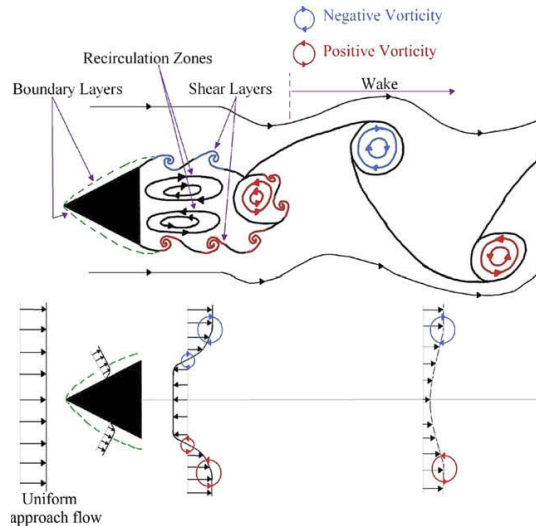 Negative Vorticity
Positive Vorticity
Recirculation Zones
Boundary Layers
Shear Layers
Wake
Uniform
approach flow